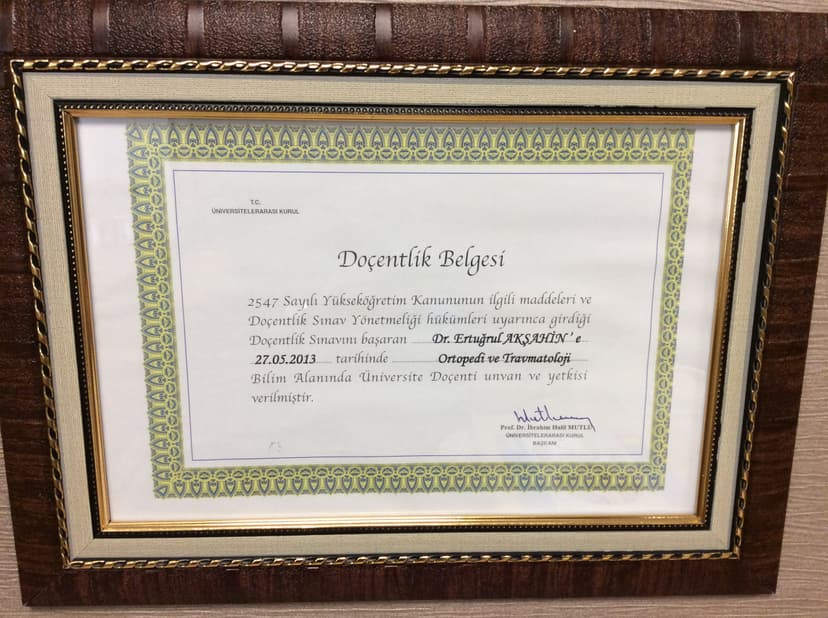 T.C.
ÜNİVERSİTELERARASI KURUL
Doçentlik Belgesi
2547 Sayılı Yükseköğretim Kanununun ilgili maddeleri ve
Doçentlik Sınav Yönetmeliği hükümleri uyarınca girdiği
Doçentlik Sınavını başaran Dr. Ertuğrul AKŞAHİN'e
27.05.2013 tarihinde Ortopedi ve Travmatoloji
Bilim Alanında Üniversite Doçenti unvan ve yetkisi
verilmiştir.
Prof. Dr. İbrahim Halil MUTLU
ÜNİVERSİTELERARASI KURUL
BAŞKANI